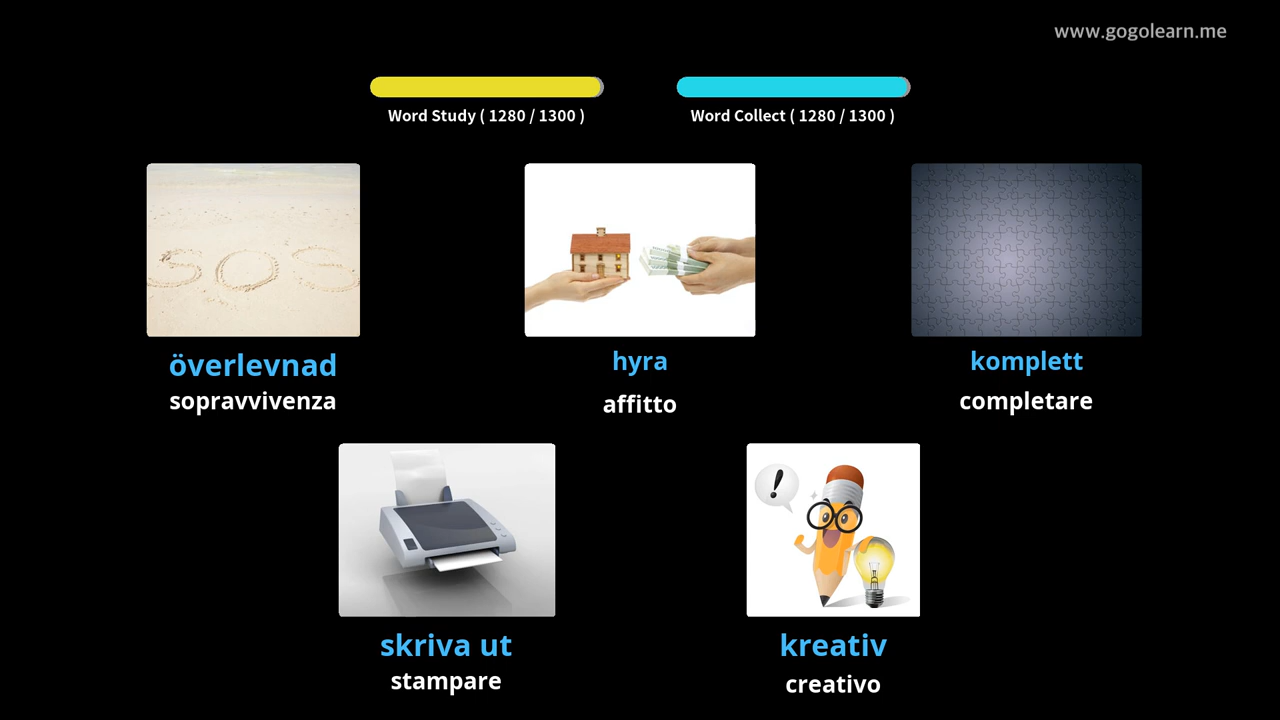 www.gogolearn.me
Word Study ( 1280 / 1300 )
Word Collect ( 1280 / 1300 )
SOS
överlevnad
sopravvivenza
hyra
affitto
komplett
completare
!
skriva ut
stampare
kreativ
creativo